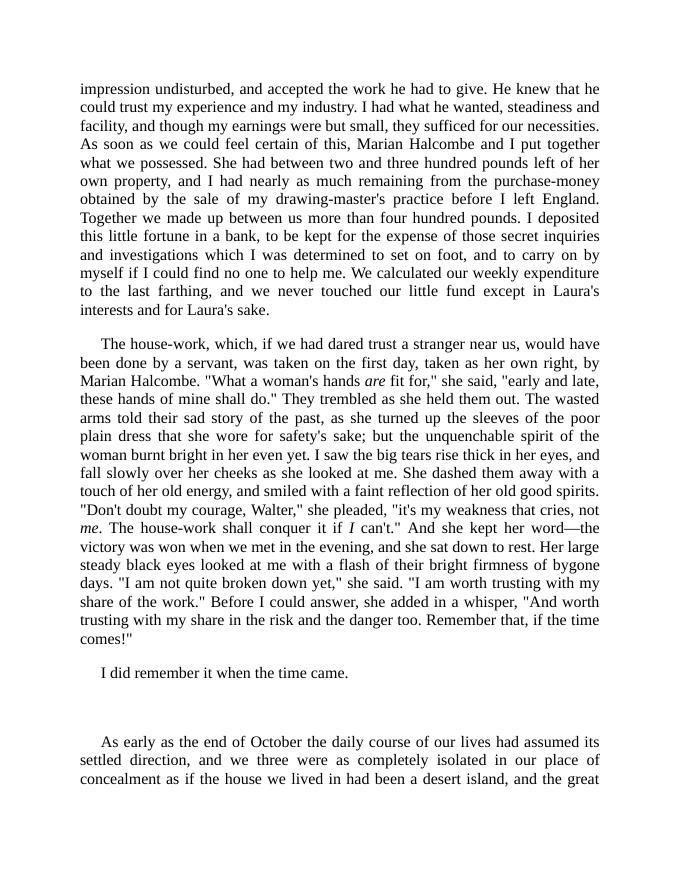 impression undisturbed, and accepted the work he had to give. He knew that he
could trust my experience and my industry. I had what he wanted, steadiness and
facility, and though my earnings were but small, they sufficed for our necessities.
As soon as we could feel certain of this, Marian Halcombe and I put together
what we possessed. She had between two and three hundred pounds left of her
own property, and I had nearly as much remaining from the purchase-money
obtained by the sale of my drawing-master's practice before I left England.
Together we made up between us more than four hundred pounds. I deposited
this little fortune in a bank, to be kept for the expense of those secret inquiries
and investigations which I was determined to set on foot, and to carry on by
myself if I could find no one to help me. We calculated our weekly expenditure
to the last farthing, and we never touched our little fund except in Laura's
interests and for Laura's sake.
The house-work, which, if we had dared trust a stranger near us, would have
been done by a servant, was taken on the first day, taken as her own right, by
Marian Halcombe. "What a woman's hands are fit for," she said, "early and late,
these hands of mine shall do." They trembled as she held them out. The wasted
arms told their sad story of the past, as she turned up the sleeves of the poor
plain dress that she wore for safety's sake; but the unquenchable spirit of the
woman burnt bright in her even yet. I saw the big tears rise thick in her eyes, and
fall slowly over her cheeks as she looked at me. She dashed them away with a
touch of her old energy, and smiled with a faint reflection of her old good spirits.
"Don't doubt my courage, Walter," she pleaded, "it's my weakness that cries, not
me. The house-work shall conquer it if I can't." And she kept her word—the
victory was won when we met in the evening, and she sat down to rest. Her large
steady black eyes looked at me with a flash of their bright firmness of bygone
days. "I am not quite broken down yet," she said. "I am worth trusting with my
share of the work." Before I could answer, she added in a whisper, "And worth
trusting with my share in the risk and the danger too. Remember that, if the time
comes!"
I did remember it when the time came.
As early as the end of October the daily course of our lives had assumed its
settled direction, and we three were as completely isolated in our place of
concealment as if the house we lived in had been a desert island, and the great